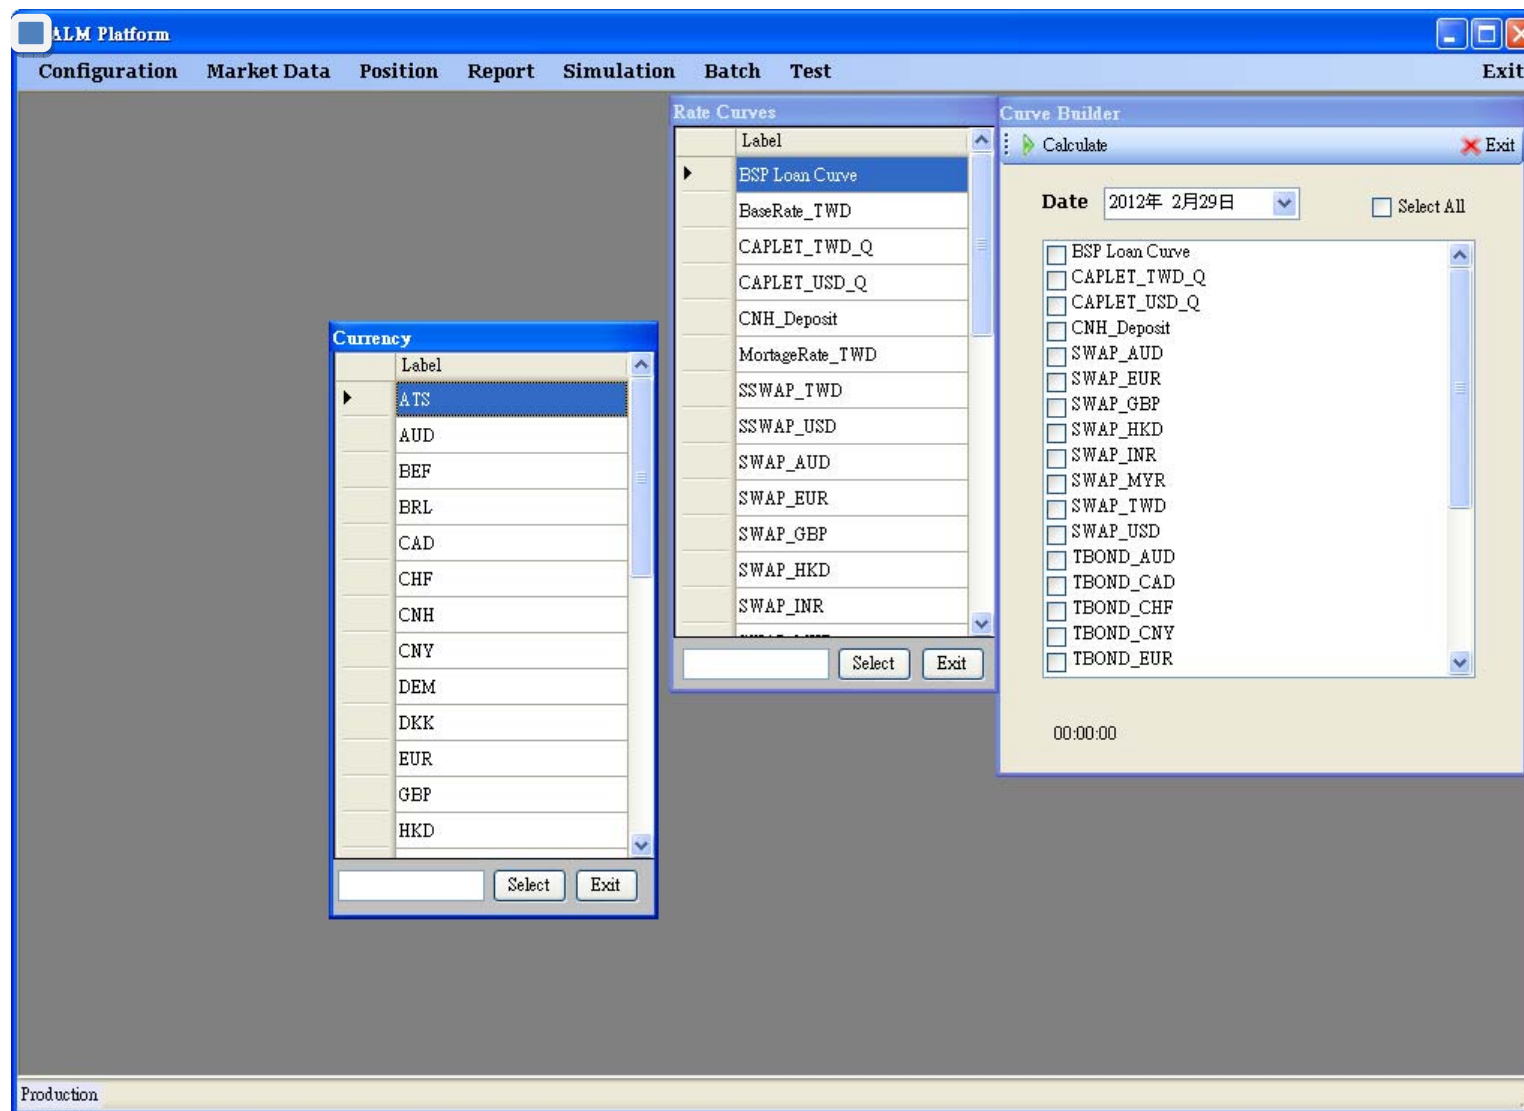 ALM Platform
Configuration Market Data Position Report Simulation Batch Test Exit
Rate Curves
Label
BSP Loan Curve
BaseRate_TWD
CAPLET_TWD_Q
CAPLET_USD_Q
CNH_Deposit
MortageRate_TWD
SSWAP_TWD
SSWAP_USD
SWAP_AUD
SWAP_EUR
SWAP_GBP
SWAP_HKD
SWAP_INR
Select Exit
Curve Builder
Calculate Exit
Date 2012年 2月29日 Select All
BSP Loan Curve
CAPLET_TWD_Q
CAPLET_USD_Q
CNH_Deposit
SWAP_AUD
SWAP_EUR
SWAP_GBP
SWAP_HKD
SWAP_INR
SWAP_MYR
SWAP_TWD
SWAP_USD
TBOND_AUD
TBOND_CAD
TBOND_CHF
TBOND_CNY
TBOND_EUR
00:00:00
Currency
Label
ATS
AUD
BEF
BRL
CAD
CHF
CNH
CNY
DEM
DKK
EUR
GBP
HKD
Select Exit
Production